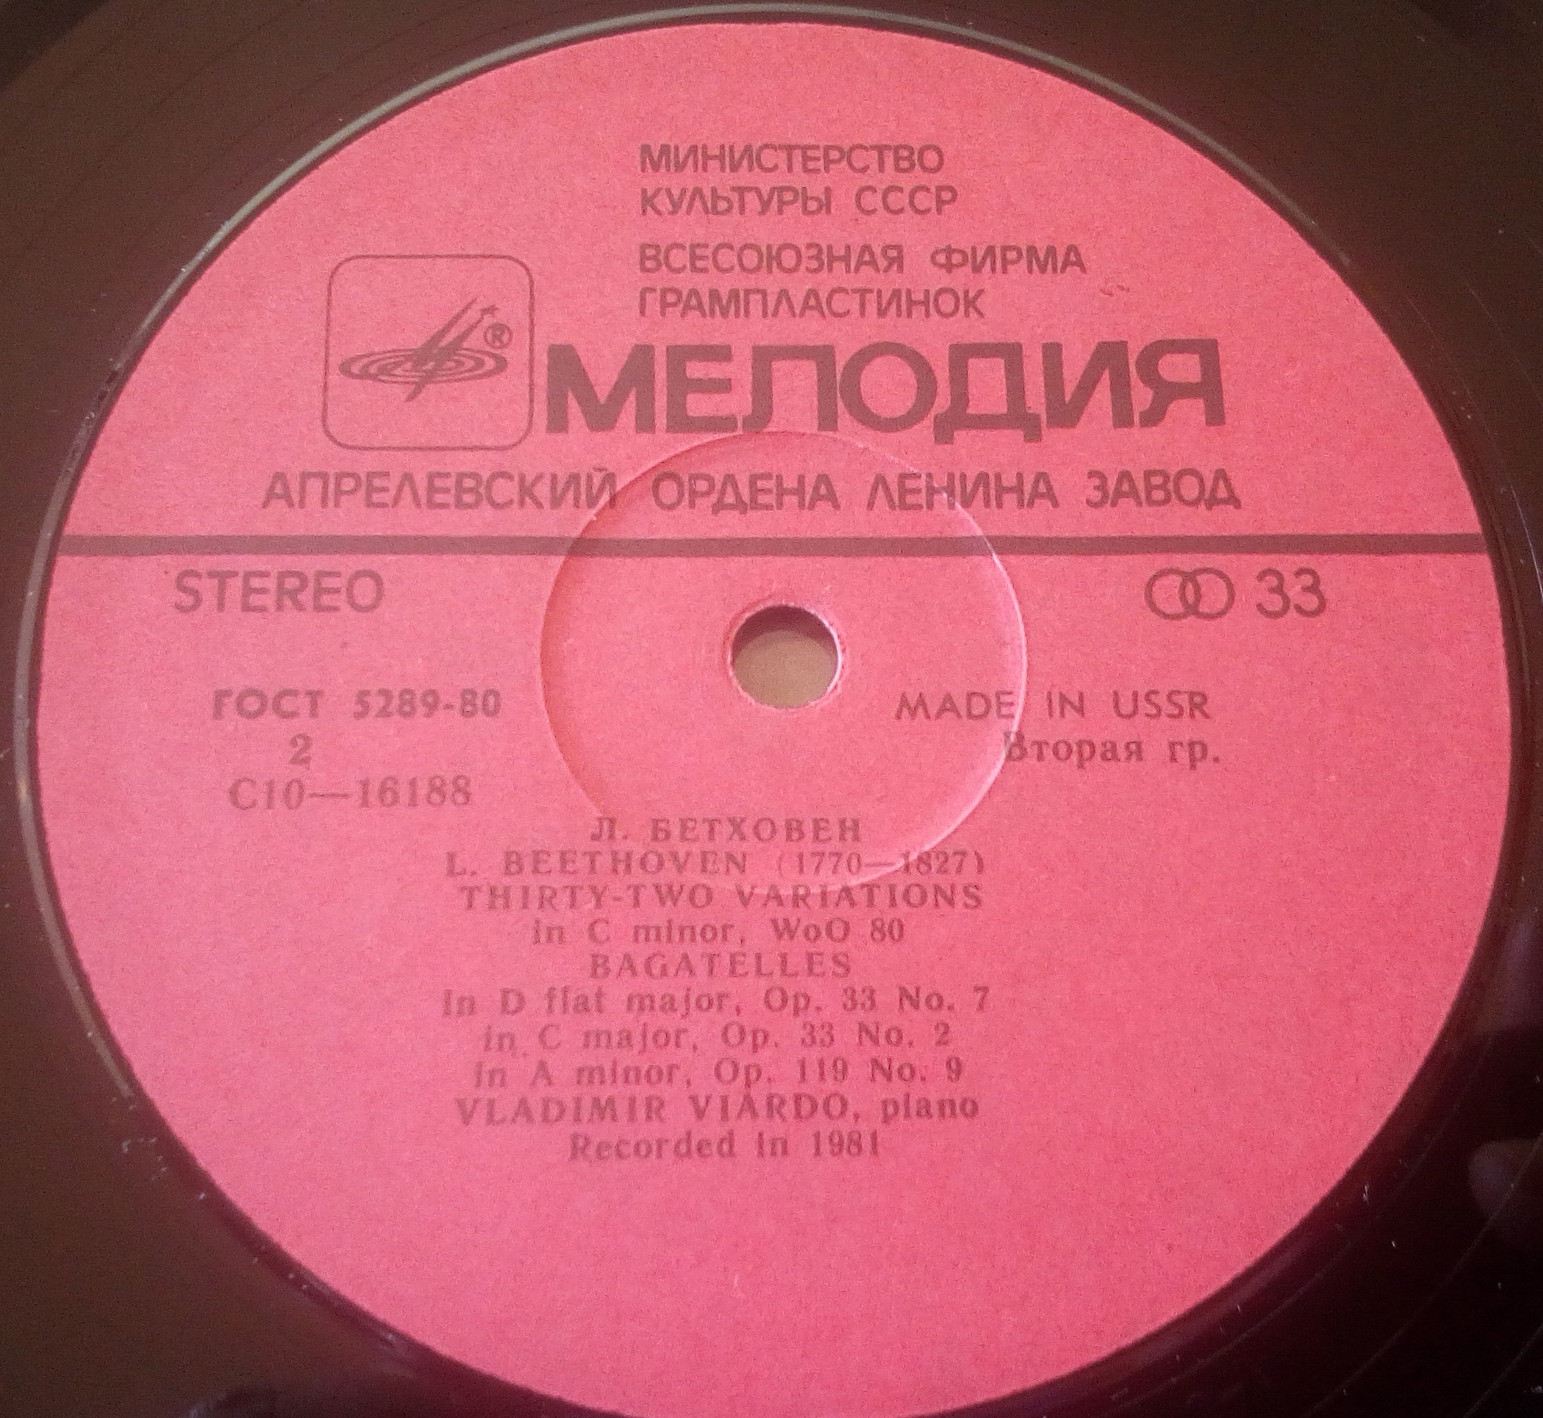 МИНИСТЕРСТВО
КУЛЬТУРЫ СССР
ВСЕСОЮЗНАЯ ФИРМА
ГРАМПЛАСТИНОК
®
МЕЛОДИЯ
АПРЕЛЕВСКИЙ ОРДЕНА ЛЕНИНА ЗАВОД
STEREO
33
ГОСТ 5289-80
MADE IN USSR
2
Вторая гр.
С10—16188
Л. БЕТХОВЕН
L. BEETHOVEN (1770—1827)
THIRTY-TWO VARIATIONS
in C minor, WoO 80
BAGATELLES
in D flat major, Op. 33 No. 7
in C major, Op. 33 No. 2
in A minor, Op. 119 No. 9
VLADIMIR VIARDO, piano
Recorded in 1981